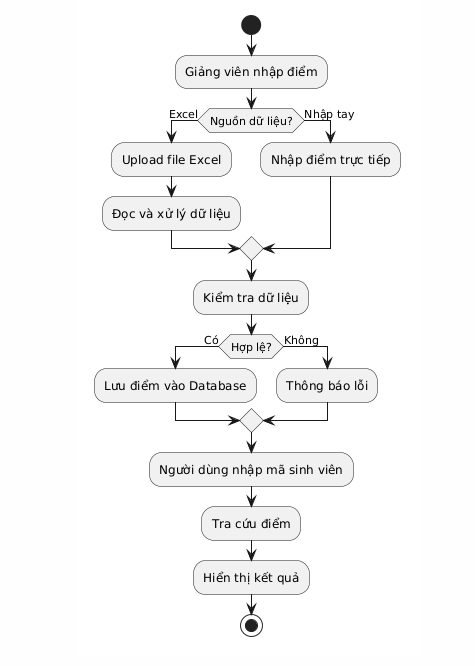 Giảng viên nhập điểm
Nguồn dữ liệu?
Excel
Nhập tay
Upload file Excel
Nhập điểm trực tiếp
Đọc và xử lý dữ liệu
Kiểm tra dữ liệu
Hợp lệ?
Có
Không
Lưu điểm vào Database
Thông báo lỗi
Người dùng nhập mã sinh viên
Tra cứu điểm
Hiển thị kết quả